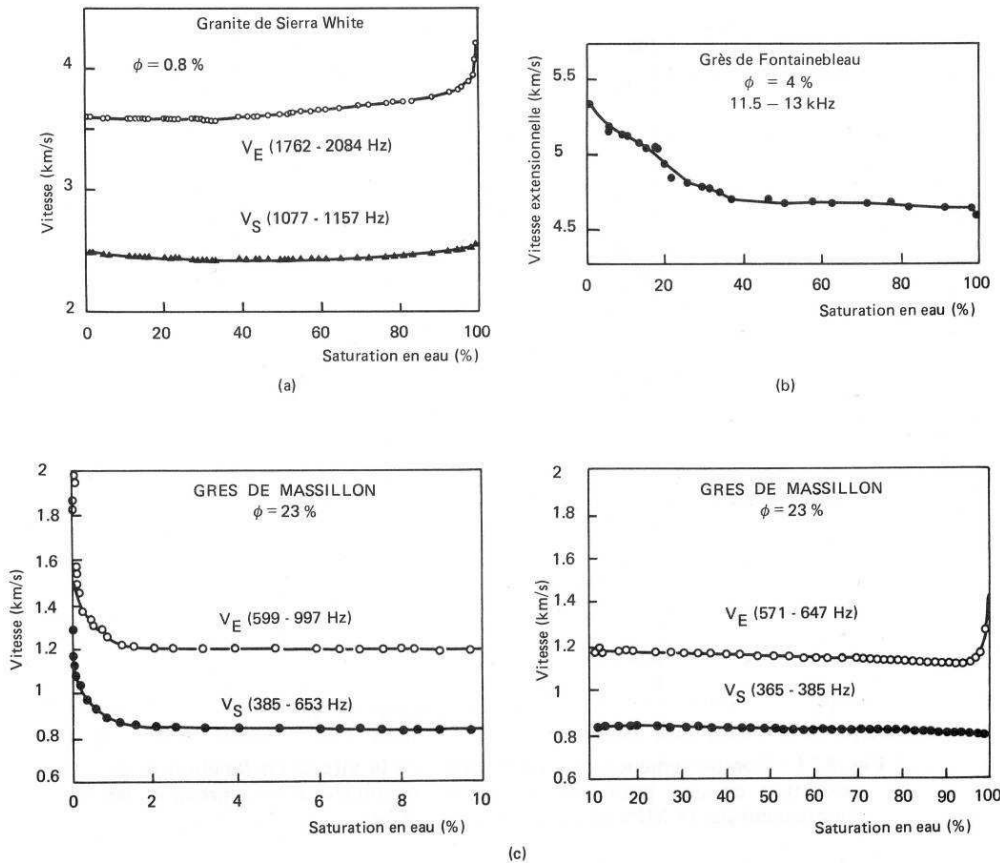 Granite de Sierra White
ϕ = 0.8 %
4
3
2
Vitesse (km/s)
V_E (1762 - 2084 Hz)
V_S (1077 - 1157 Hz)
0 20 40 60 80 100
Saturation en eau (%)
(a)
Grès de Fontainebleau
ϕ = 4 %
11.5 – 13 kHz
5.5
5
4.5
Vitesse extensionnelle (km/s)
0 20 40 60 80 100
Saturation en eau (%)
(b)
GRES DE MASSILLON
ϕ = 23 %
2
1.8
1.6
1.4
1.2
1
0.8
0.6
Vitesse (km/s)
V_E (599 - 997 Hz)
V_S (385 - 653 Hz)
0 2 4 6 8 10
Saturation en eau (%)
GRES DE MASSILLON
ϕ = 23 %
2
1.8
1.6
1.4
1.2
1
0.8
0.6
Vitesse (km/s)
V_E (571 - 647 Hz)
V_S (365 - 385 Hz)
10 20 30 40 50 60 70 80 90 100
Saturation en eau (%)
(c)